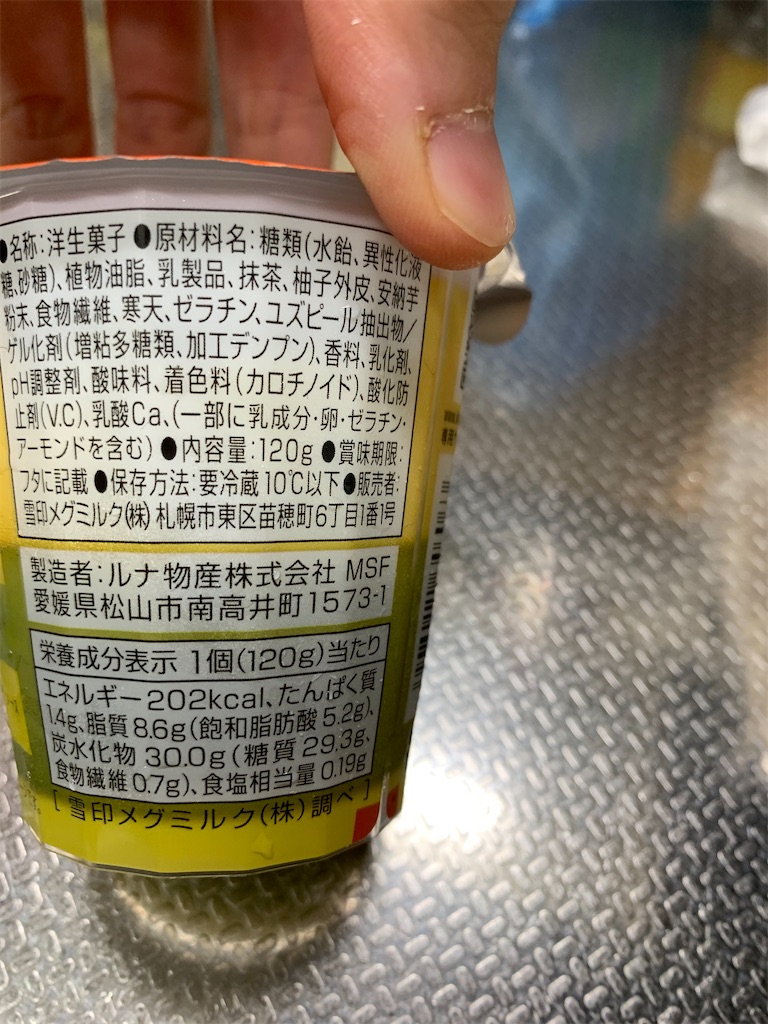 ●名称:洋生菓子 ●原材料名:糖類(水飴、異性化液
糖、砂糖)、植物油脂、乳製品、抹茶、柚子外皮、安納芋
粉末、食物繊維、寒天、ゼラチン、ユズピール抽出物/
ゲル化剤(増粘多糖類、加工デンプン)、香料、乳化剤、
pH調整剤、酸味料、着色料(カロチノイド)、酸化防
止剤(V.C)、乳酸Ca、(一部に乳成分・卵・ゼラチン・
アーモンドを含む) ●内容量:120g ●賞味期限:
フタに記載 ●保存方法:要冷蔵10℃以下 ●販売者:
雪印メグミルク(株) 札幌市東区苗穂町6丁目1番1号
製造者:ルナ物産株式会社 MSF
愛媛県松山市南高井町1573-1
栄養成分表示 1個(120g)当たり
エネルギー202kcal、たんぱく質
1.4g、脂質8.6g(飽和脂肪酸5.2g)、
炭水化物30.0g(糖質29.3g、
食物繊維0.7g)、食塩相当量0.19g
[雪印メグミルク(株)調べ]